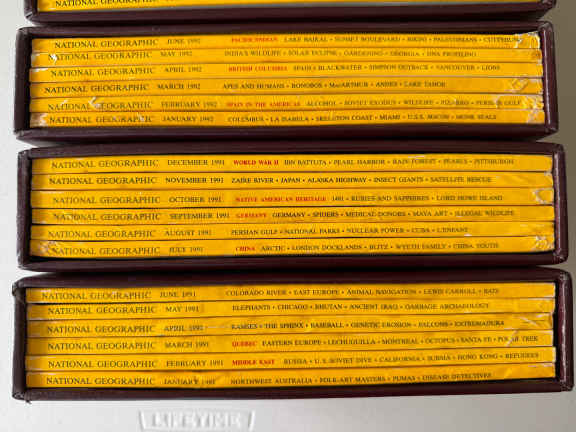 NATIONAL GEOGRAPHIC JUNE 1992 PACIFIC INDIAN LAKE BAIKAL • SUNSET BOULEVARD • BIKINI • PALESTINIANS •
NATIONAL GEOGRAPHIC MAY 1992 INDIA'S WILDLIFE • SOLAR ECLIPSE • GARDENING • GEORGIA • DNA PROFILING
NATIONAL GEOGRAPHIC APRIL 1992 BRITISH COLUMBIA SPAIN • BLACKWATER • SIMPSON OUTBACK • VANCOUVER • LIONS
NATIONAL GEOGRAPHIC MARCH 1992 APES AND HUMANS • BONOBOS • MacARTHUR • ANDES • LAKE TAHOE
NATIONAL GEOGRAPHIC FEBRUARY 1992 SPAIN IN THE AMERICAS ALCOHOL • SOVIET EXODUS • WILDLIFE • PIZARRO • PERSIAN GULF
NATIONAL GEOGRAPHIC JANUARY 1992 COLUMBUS • LA ISABELA • SKELETON COAST • MIAMI • U.S.S. MACON • MONK SEALS
NATIONAL GEOGRAPHIC DECEMBER 1991 WORLD WAR II IBN BATTUTA • PEARL HARBOR • RAIN FOREST • PEARLS • PITTSBURGH
NATIONAL GEOGRAPHIC NOVEMBER 1991 ZAIRE RIVER • JAPAN • ALASKA HIGHWAY • INSECT GIANTS • SATELLITE RESCUE
NATIONAL GEOGRAPHIC OCTOBER 1991 NATIVE AMERICAN HERITAGE 1491 • RUBIES AND SAPPHIRES • LORD HOWE ISLAND
NATIONAL GEOGRAPHIC SEPTEMBER 1991 GERMANY GERMANY • SPIDERS • MEDICAL-DONORS • MAYA ART • ILLEGAL WILDLIFE
NATIONAL GEOGRAPHIC AUGUST 1991 PERSIAN GULF • NATIONAL PARKS • NUCLEAR POWER • CUBA • L'ENFANT
NATIONAL GEOGRAPHIC JULY 1991 CHINA ARCTIC • LONDON DOCKLANDS • BLITZ • WYETH FAMILY • CHINA YOUTH
NATIONAL GEOGRAPHIC JUNE 1991 COLORADO RIVER • EAST EUROPE • ANIMAL NAVIGATION • LEWIS CARROLL • BATS
NATIONAL GEOGRAPHIC MAY 1991 ELEPHANTS • CHICAGO • BHUTAN • ANCIENT IRAQ • GARBAGE ARCHAEOLOGY
NATIONAL GEOGRAPHIC APRIL 1991 RAMSES • THE SPHINX • BASEBALL • GENETIC EROSION • FALCONS • EXTREMADURA
NATIONAL GEOGRAPHIC MARCH 1991 QUEBEC EASTERN EUROPE • LECHUGUILLA • MONTREAL • OCTOPUS • SANTA FE • POLAR TREK
NATIONAL GEOGRAPHIC FEBRUARY 1991 MIDDLE EAST RUSSIA • U.S.-SOVIET DIVE • CALIFORNIA • SERBIA • HONG KONG • REFUGEES
NATIONAL GEOGRAPHIC JANUARY 1991 NORTHWEST AUSTRALIA • FOLK-ART MASTERS • PUMAS • DISEASE DETECTIVES
LIFETIME